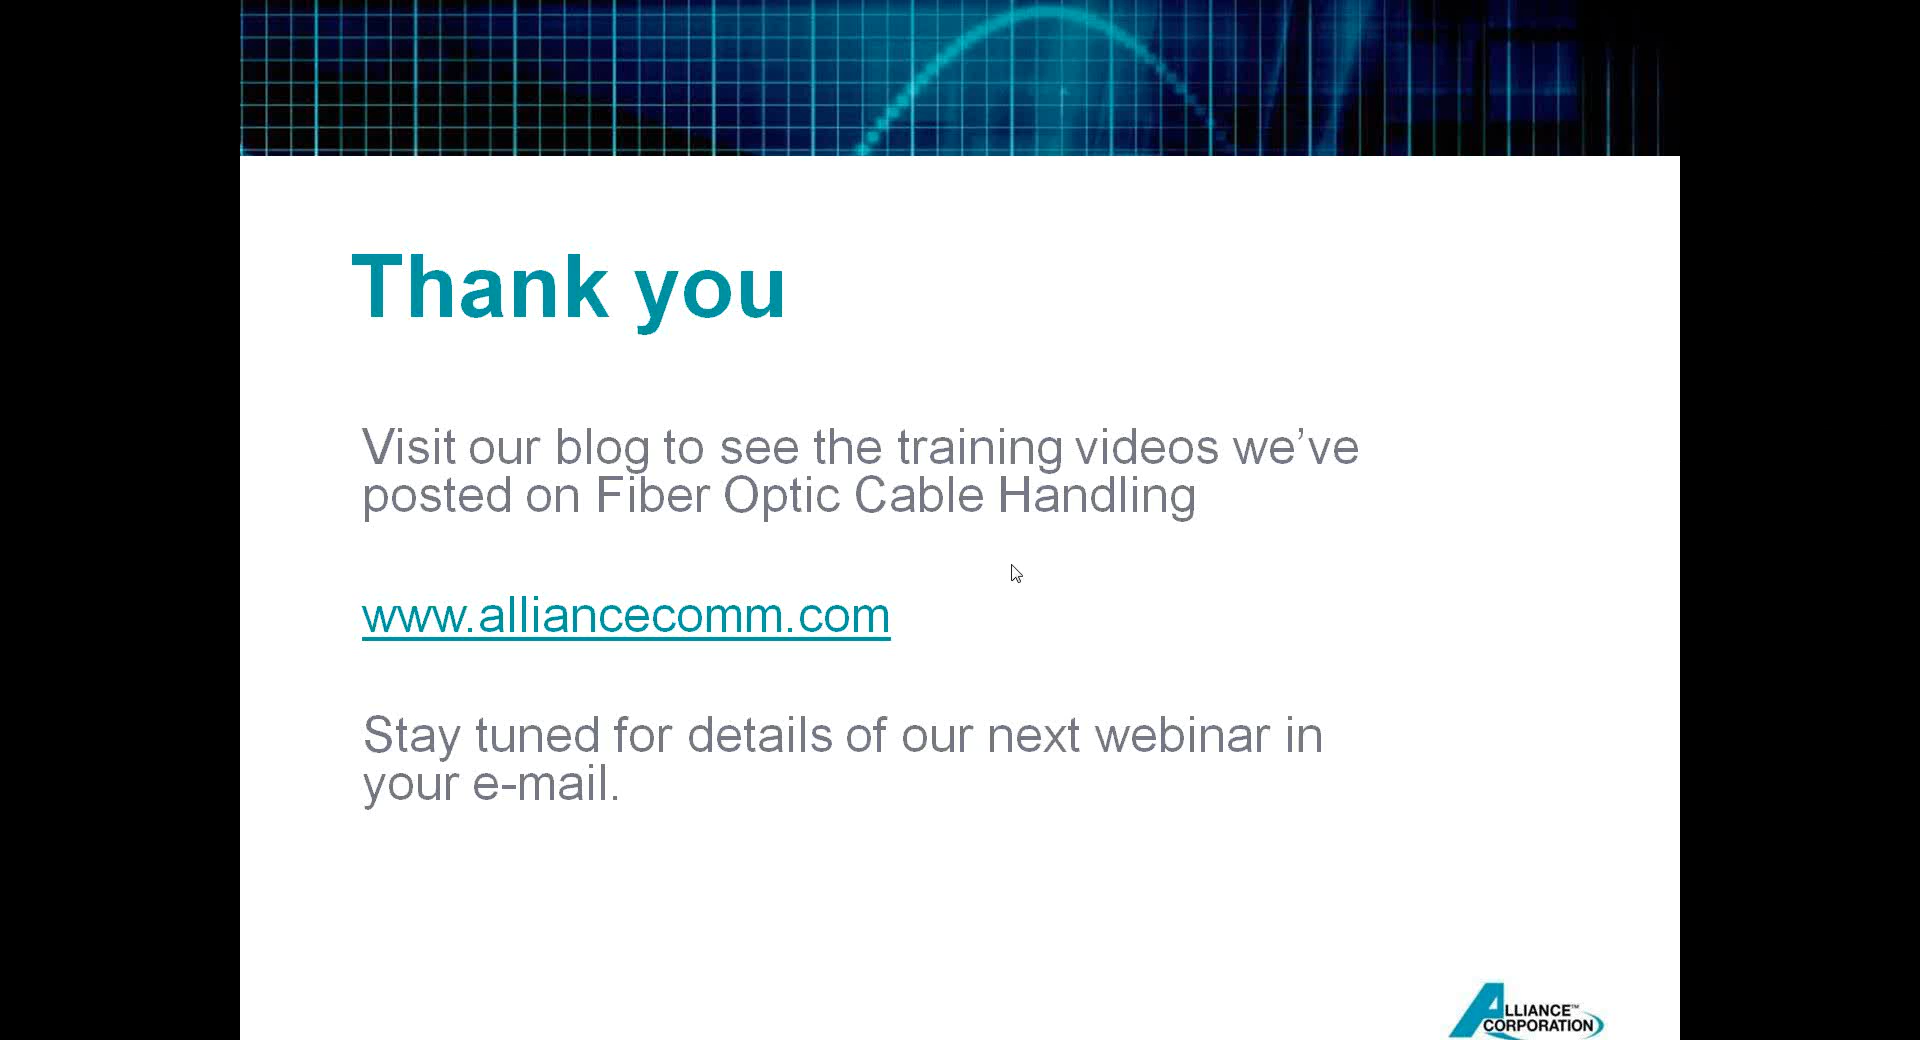 Thank you
Visit our blog to see the training videos we’ve
posted on Fiber Optic Cable Handling
www.alliancecomm.com
Stay tuned for details of our next webinar in
your e-mail.
ALLIANCE™
CORPORATION